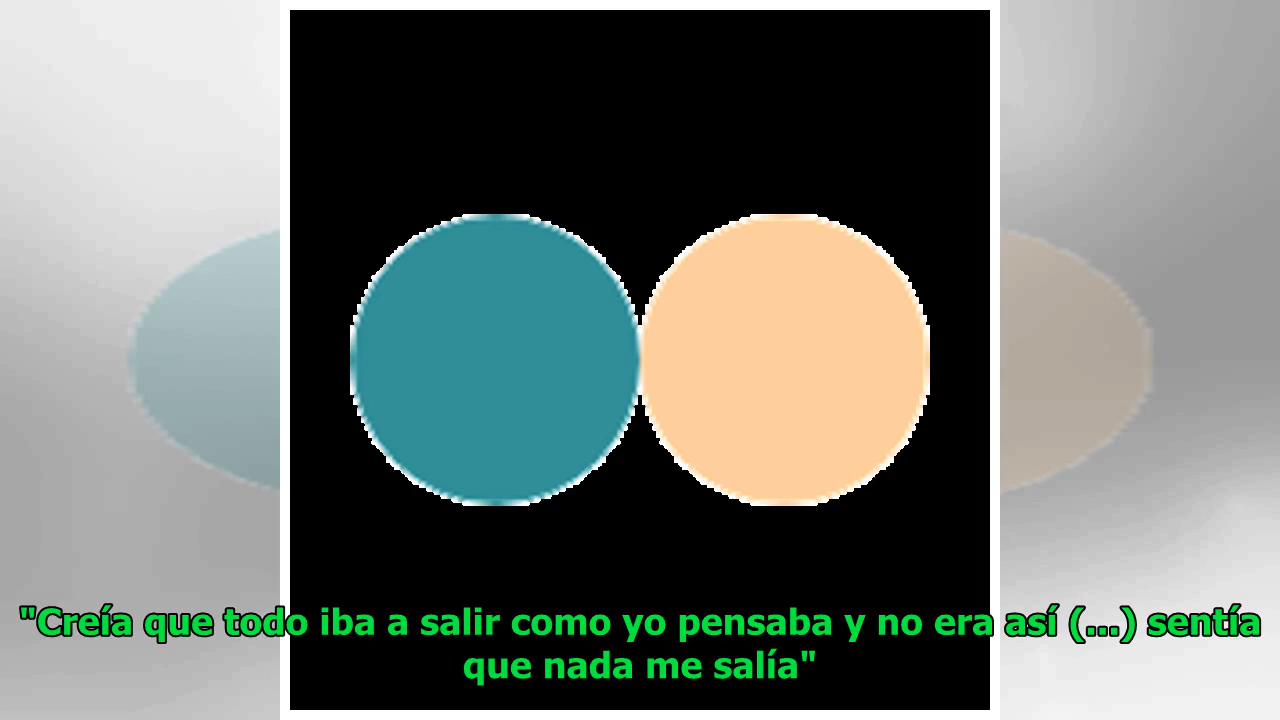 "Creía que todo iba a salir como yo pensaba y no era así (...) sentía
que nada me salía"